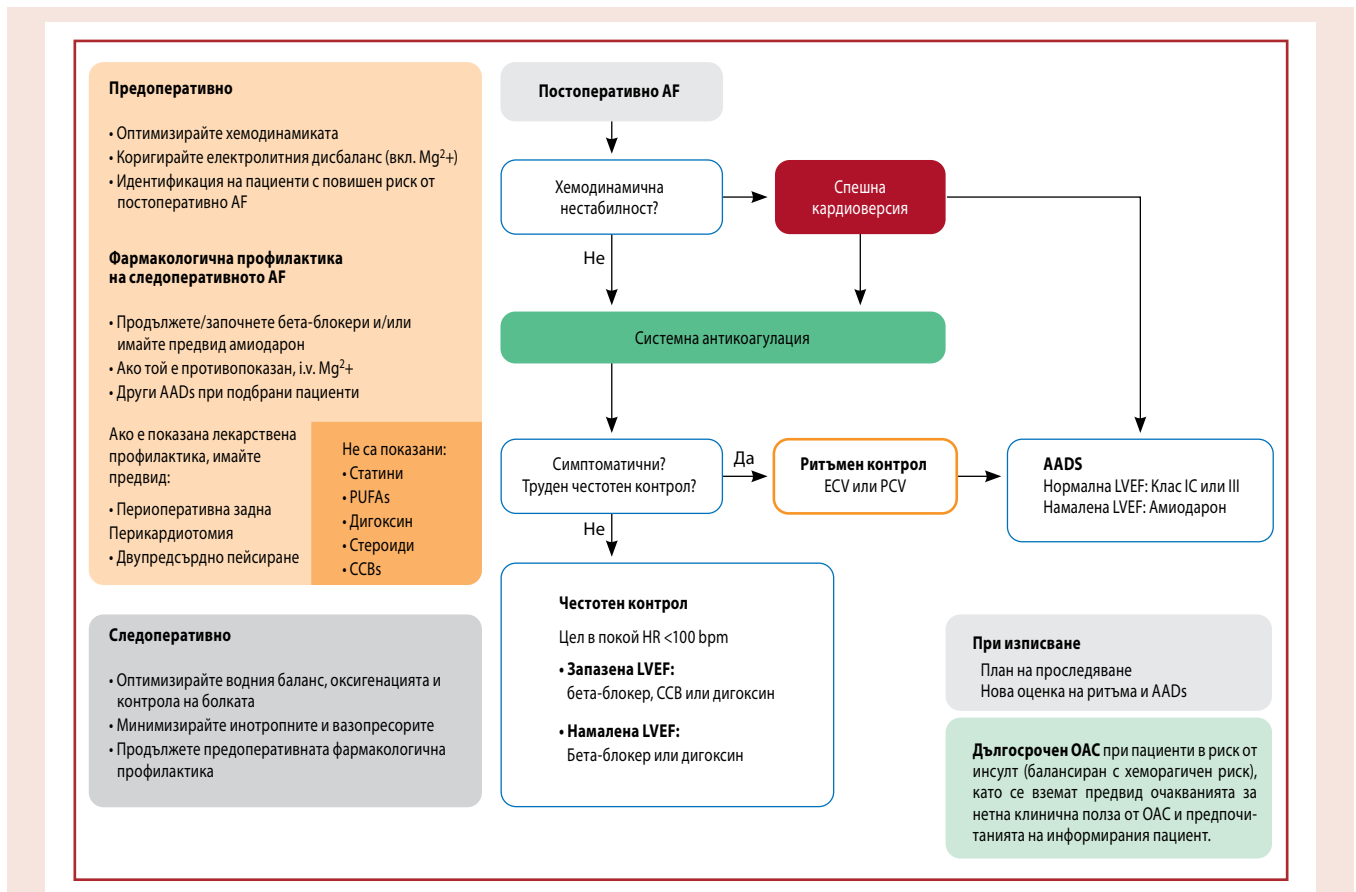 Предоперативно
• Оптимизирайте хемодинамиката
• Коригирайте електролитния дисбаланс (вкл. Mg2+)
• Идентификация на пациенти с повишен риск от
постоперативно AF
Фармакологична профилактика
на следоперативното AF
• Продължете/започнете бета-блокери и/или
имайте предвид амиодарон
• Ако той е противопоказан, i.v. Mg2+
• Други AADs при подбрани пациенти
Ако е показана лекарствена
профилактика, имайте
предвид:
• Периоперативна задна
Перикардиотомия
• Двупредсърдно пейсиране
Не са показани:
• Статини
• PUFAs
• Дигоксин
• Стероиди
• CCBs
Следоперативно
• Оптимизирайте водния баланс, оксигенацията и
контрола на болката
• Минимизирайте инотропните и вазопресорите
• Продължете предоперативната фармакологична
профилактика
Постоперативно AF
Хемодинамична
нестабилност?
Спешна
кардиоверсия
Не
Системна антикоагулация
Симптоматични?
Труден честотен контрол?
Да
Ритъмен контрол
ECV или PCV
AADS
Нормална LVEF: Клас IC или III
Намалена LVEF: Амиодарон
Не
Честотен контрол
Цел в покой HR <100 bpm
• Запазена LVEF:
бета-блокер, CCB или дигоксин
• Намалена LVEF:
Бета-блокер или дигоксин
При изписване
План на проследяване
Нова оценка на ритъма и AADs
Дългосрочен ОАС при пациенти в риск от
инсулт (балансиран с хеморагичен риск),
като се вземат предвид очакванията за
нетна клинична полза от ОАС и предпочи-
танията на информирания пациент.